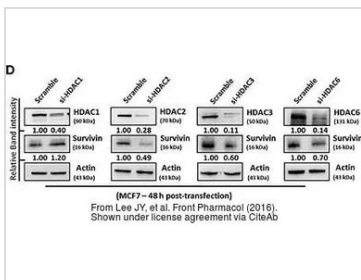 D
Scramble si-HDAC1 Scramble si-HDAC2 Scramble si-HDAC3 Scramble si-HDAC6
Relative Band intensity
HDAC1 (60 kDa) HDAC2 (70 kDa) HDAC3 (50 kDa) HDAC6 (131 kDa)
1.00 0.40 1.00 0.28 1.00 0.11 1.00 0.14
Survivin (16 kDa) Survivin (16 kDa) Survivin (16 kDa) Survivin (16 kDa)
1.00 1.20 1.00 0.49 1.00 0.60 1.00 0.70
Actin (43 kDa) Actin (43 kDa) Actin (43 kDa) Actin (43 kDa)
(MCF7 – 48 h post-transfection)
From Lee JY, et al. Front Pharmacol (2016).
Shown under license agreement via CiteAb